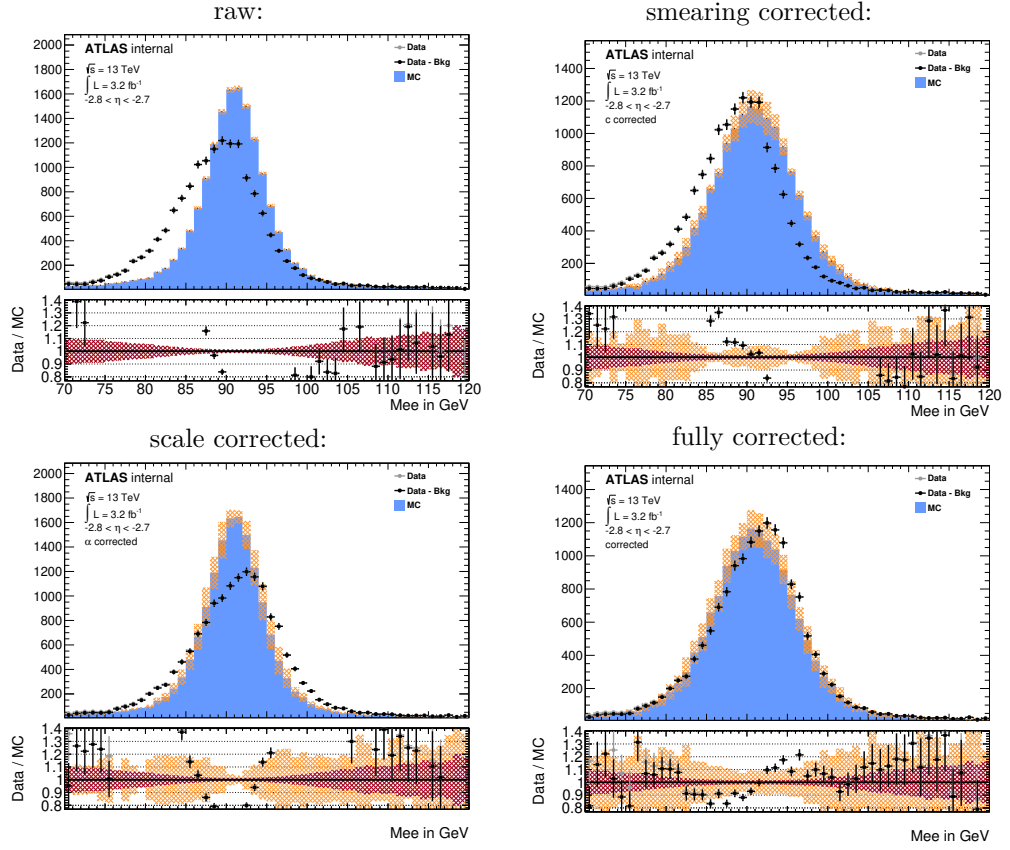 raw:
ATLAS internal
√s = 13 TeV
∫ L = 3.2 fb⁻¹
-2.8 < η < -2.7
Data
Data - Bkg
MC
2000
1800
1600
1400
1200
1000
800
600
400
200
Data / MC
1.4
1.3
1.2
1.1
1
0.9
0.8
70 75 80 85 90 95 100 105 110 115 120
Mee in GeV
smearing corrected:
ATLAS internal
√s = 13 TeV
∫ L = 3.2 fb⁻¹
-2.8 < η < -2.7
c corrected
Data
Data - Bkg
MC
1400
1200
1000
800
600
400
200
Data / MC
1.4
1.3
1.2
1.1
1
0.9
0.8
70 75 80 85 90 95 100 105 110 115 120
Mee in GeV
scale corrected:
ATLAS internal
√s = 13 TeV
∫ L = 3.2 fb⁻¹
-2.8 < η < -2.7
α corrected
Data
Data - Bkg
MC
2000
1800
1600
1400
1200
1000
800
600
400
200
Data / MC
1.4
1.3
1.2
1.1
1
0.9
0.8
Mee in GeV
fully corrected:
ATLAS internal
√s = 13 TeV
∫ L = 3.2 fb⁻¹
-2.8 < η < -2.7
corrected
Data
Data - Bkg
MC
1400
1200
1000
800
600
400
200
Data / MC
1.4
1.3
1.2
1.1
1
0.9
0.8
Mee in GeV